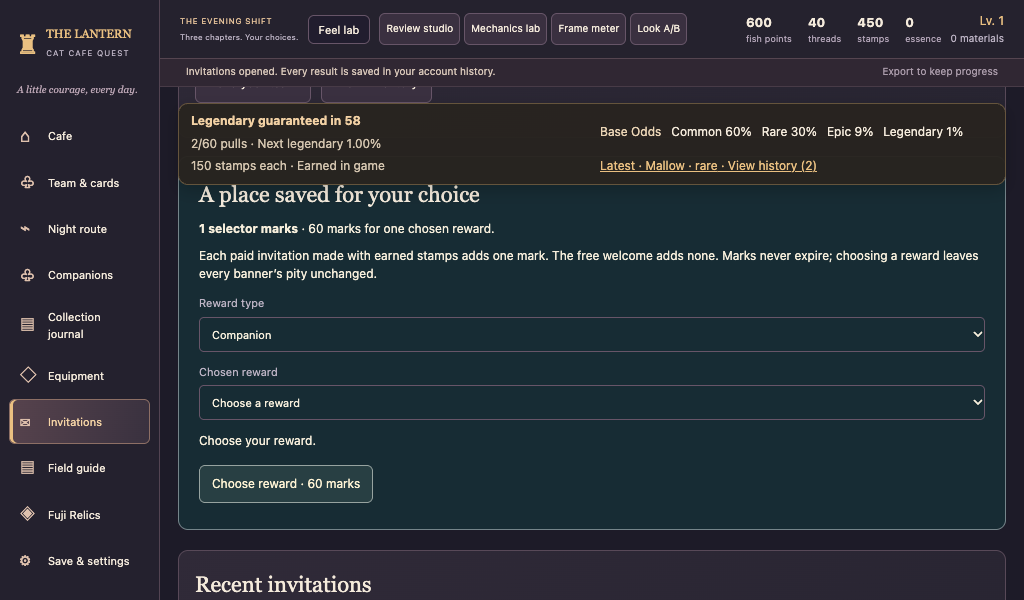 THE LANTERN
CAT CAFE QUEST
A little courage, every day.
Cafe
Team & cards
Night route
Companions
Collection
journal
Equipment
Invitations
Field guide
Fuji Relics
Save & settings
THE EVENING SHIFT
Three chapters. Your choices.
Feel lab
Review studio
Mechanics lab
Frame meter
Look A/B
600
fish points
40
threads
450
stamps
0
essence
Lv. 1
0 materials
Invitations opened. Every result is saved in your account history.
Export to keep progress
Legendary guaranteed in 58
2/60 pulls · Next legendary 1.00%
150 stamps each · Earned in game
Base Odds Common 60% Rare 30% Epic 9% Legendary 1%
Latest · Mallow · rare · View history (2)
A place saved for your choice
1 selector marks · 60 marks for one chosen reward.
Each paid invitation made with earned stamps adds one mark. The free welcome adds none. Marks never expire; choosing a reward leaves
every banner’s pity unchanged.
Reward type
Companion
Chosen reward
Choose a reward
Choose your reward.
Choose reward · 60 marks
Recent invitations